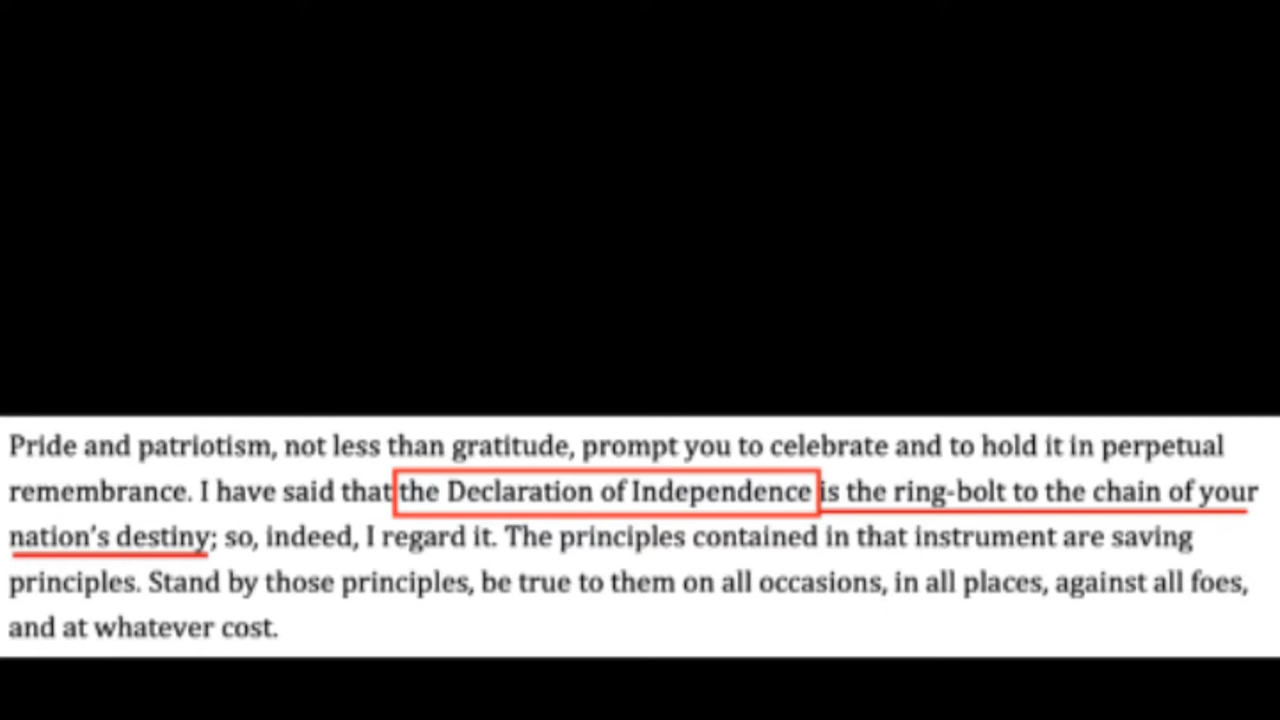 Pride and patriotism, not less than gratitude, prompt you to celebrate and to hold it in perpetual
remembrance. I have said that the Declaration of Independence is the ring-bolt to the chain of your
nation's destiny; so, indeed, I regard it. The principles contained in that instrument are saving
principles. Stand by those principles, be true to them on all occasions, in all places, against all foes,
and at whatever cost.